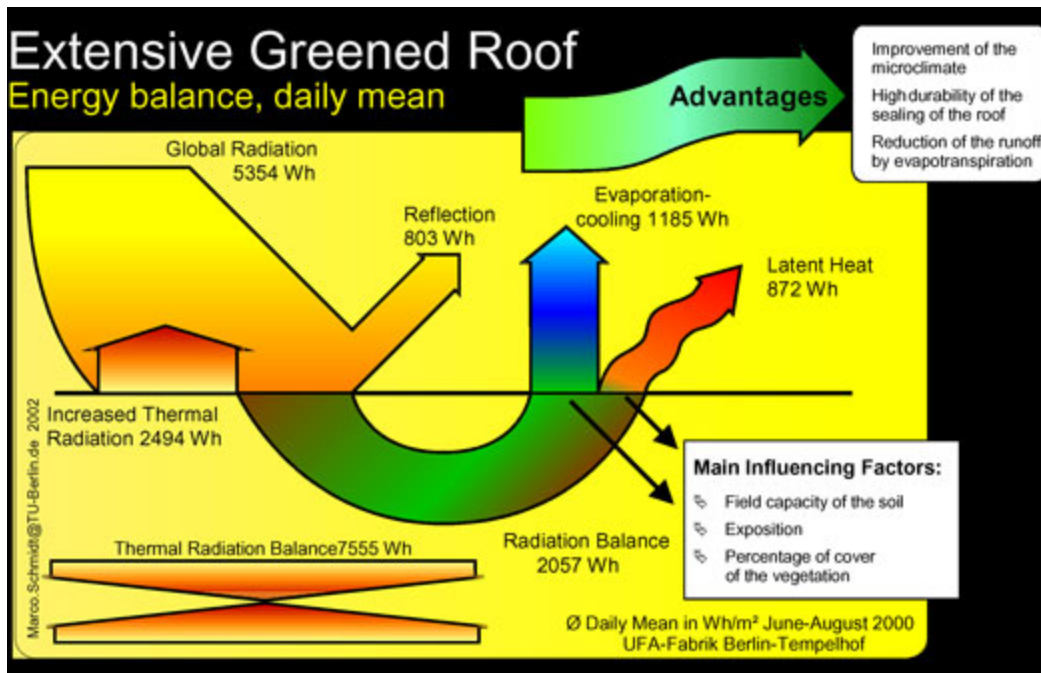 Extensive Greened Roof
Energy balance, daily mean
Advantages
Improvement of the
microclimate
High durability of the
sealing of the roof
Reduction of the runoff
by evapotranspiration
Global Radiation
5354 Wh
Reflection
803 Wh
Evaporation-
cooling 1185 Wh
Latent Heat
872 Wh
Increased Thermal
Radiation 2494 Wh
Main Influencing Factors:
Field capacity of the soil
Exposition
Percentage of cover
of the vegetation
Radiation Balance
2057 Wh
Thermal Radiation Balance7555 Wh
Ø Daily Mean in Wh/m² June-August 2000
UFA-Fabrik Berlin-Tempelhof
Marco.Schmidt@TU-Berlin.de 2002